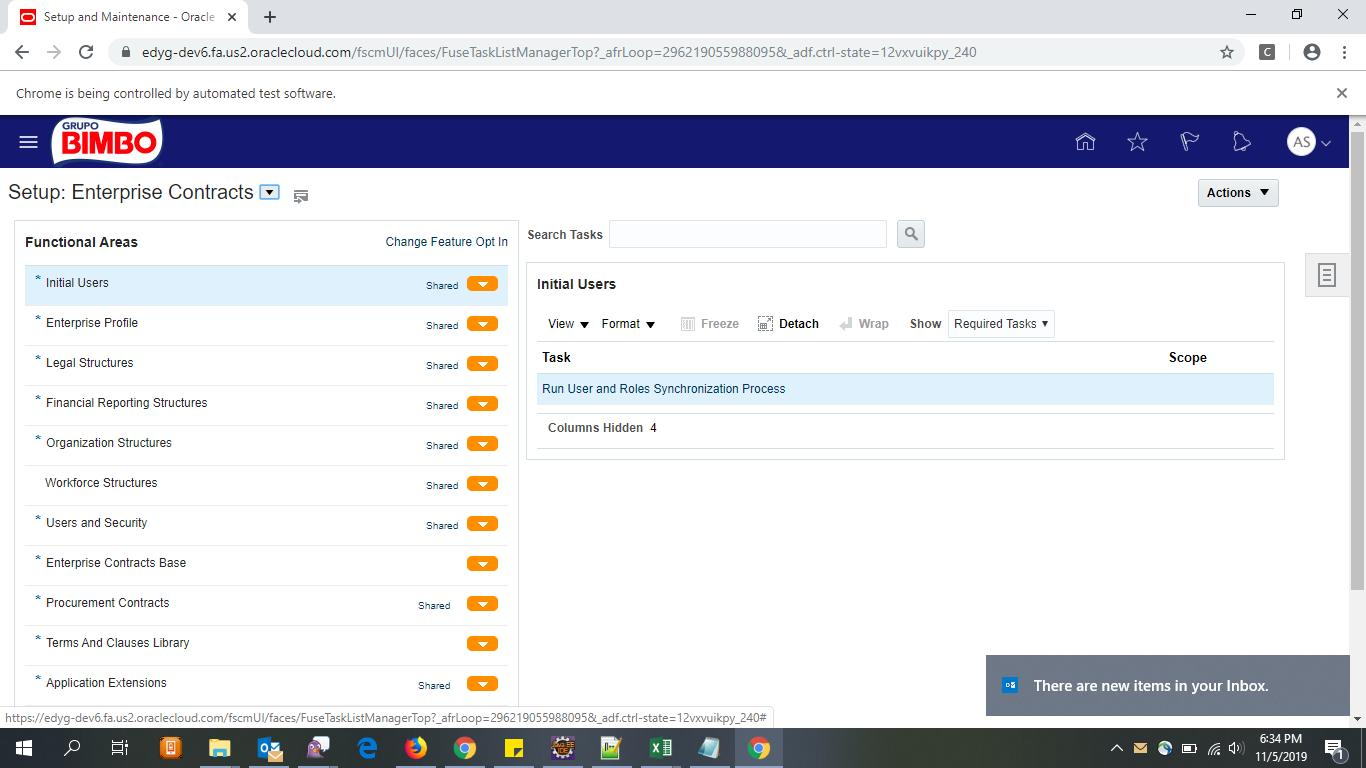 Setup and Maintenance - Oracle
edyg-dev6.fa.us2.oraclecloud.com/fscmUI/faces/FuseTaskListManagerTop?_afrLoop=296219055988095&_adf.ctrl-state=12vxvuikpy_240
C
Chrome is being controlled by automated test software.
GRUPO
BIMBO
AS
Setup: Enterprise Contracts
Actions
Functional Areas
Change Feature Opt In
* Initial Users Shared
* Enterprise Profile Shared
* Legal Structures Shared
* Financial Reporting Structures Shared
* Organization Structures Shared
Workforce Structures Shared
* Users and Security Shared
* Enterprise Contracts Base
* Procurement Contracts Shared
* Terms And Clauses Library
* Application Extensions Shared
Search Tasks
Initial Users
View Format Freeze Detach Wrap Show Required Tasks
Task Scope
Run User and Roles Synchronization Process
Columns Hidden 4
There are new items in your Inbox.
https://edyg-dev6.fa.us2.oraclecloud.com/fscmUI/faces/FuseTaskListManagerTop?_afrLoop=296219055988095&_adf.ctrl-state=12vxvuikpy_240#
6:34 PM
11/5/2019
1